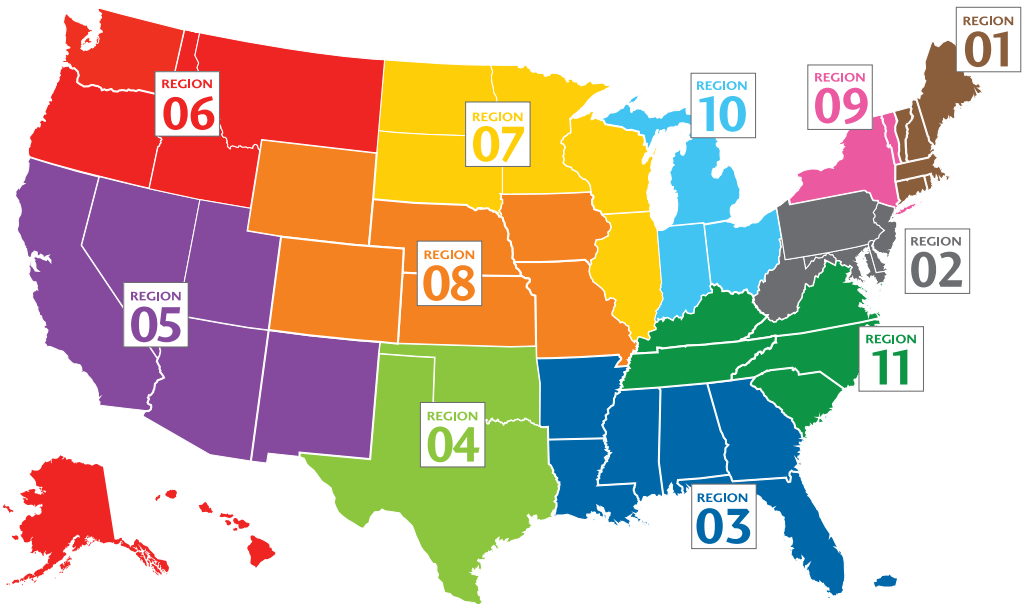 REGION
01
REGION
09
REGION
10
REGION
06
REGION
07
REGION
02
REGION
08
REGION
05
REGION
11
REGION
04
REGION
03